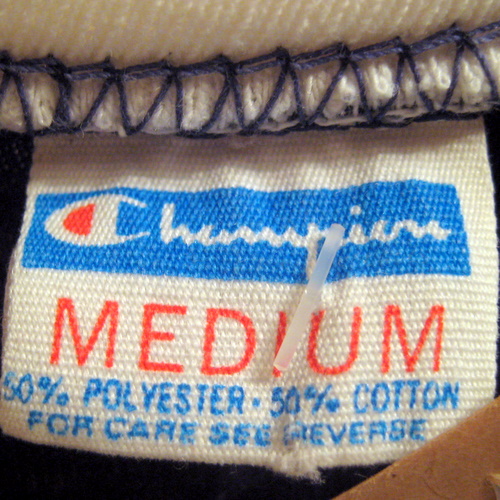 Champion
MEDIUM
50% POLYESTER · 50% COTTON
FOR CARE SEE REVERSE